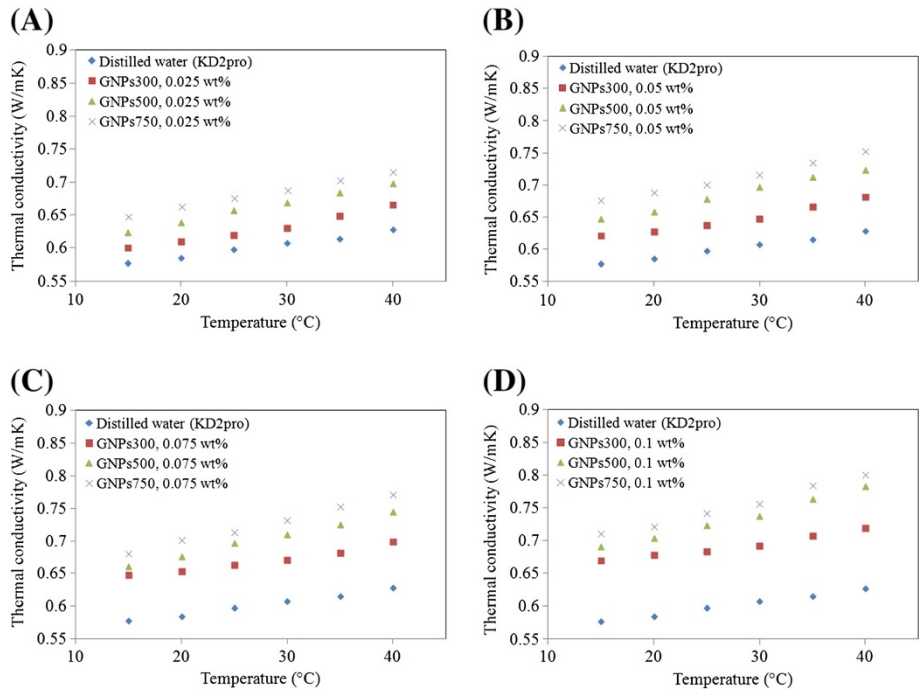 (A)
0.9
0.85
0.8
0.75
0.7
0.65
0.6
0.55
Thermal conductivity (W/mK)
Distilled water (KD2pro)
GNPs300, 0.025 wt%
GNPs500, 0.025 wt%
GNPs750, 0.025 wt%
10 20 30 40
Temperature (°C)
(B)
0.9
0.85
0.8
0.75
0.7
0.65
0.6
0.55
Thermal conductivity (W/mK)
Distilled water (KD2pro)
GNPs300, 0.05 wt%
GNPs500, 0.05 wt%
GNPs750, 0.05 wt%
10 20 30 40
Temperature (°C)
(C)
0.9
0.85
0.8
0.75
0.7
0.65
0.6
0.55
Thermal conductivity (W/mK)
Distilled water (KD2pro)
GNPs300, 0.075 wt%
GNPs500, 0.075 wt%
GNPs750, 0.075 wt%
10 20 30 40
Temperature (°C)
(D)
0.9
0.85
0.8
0.75
0.7
0.65
0.6
0.55
Thermal conductivity (W/mK)
Distilled water (KD2pro)
GNPs300, 0.1 wt%
GNPs500, 0.1 wt%
GNPs750, 0.1 wt%
10 20 30 40
Temperature (°C)